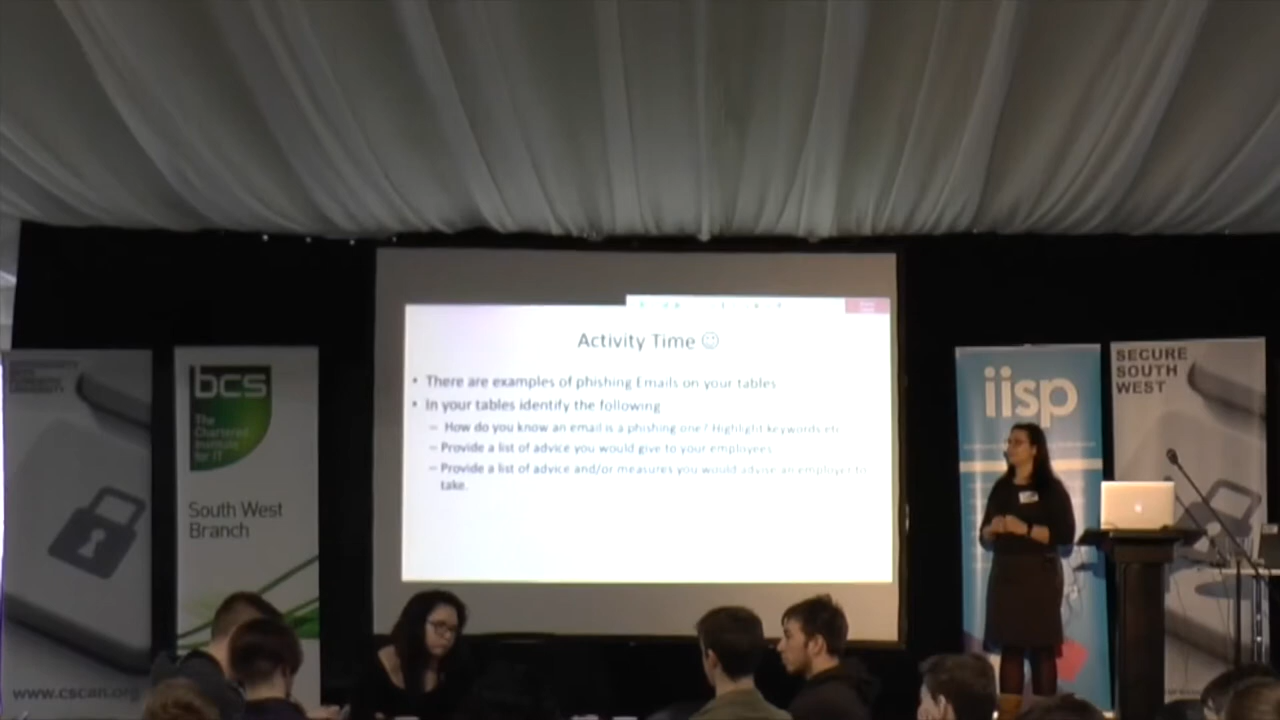 Activity Time ☺
• There are examples of phishing Emails on your tables
• In your tables identify the following
– How do you know an email is a phishing one? Highlight keywords etc
– Provide a list of advice you would give to your employees
– Provide a list of advice and/or measures you would advise an employer to
take.
bcs
The
Chartered
Institute
for IT
South West
Branch
www.cscan.org
iisp
SECURE
SOUTH
WEST